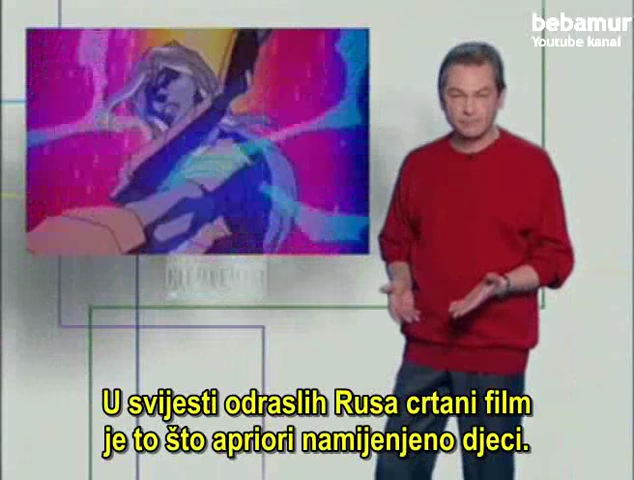 bebamur
Youtube kanal
U svijesti odraslih Rusa crtani film
je to što apriori namijenjeno djeci.